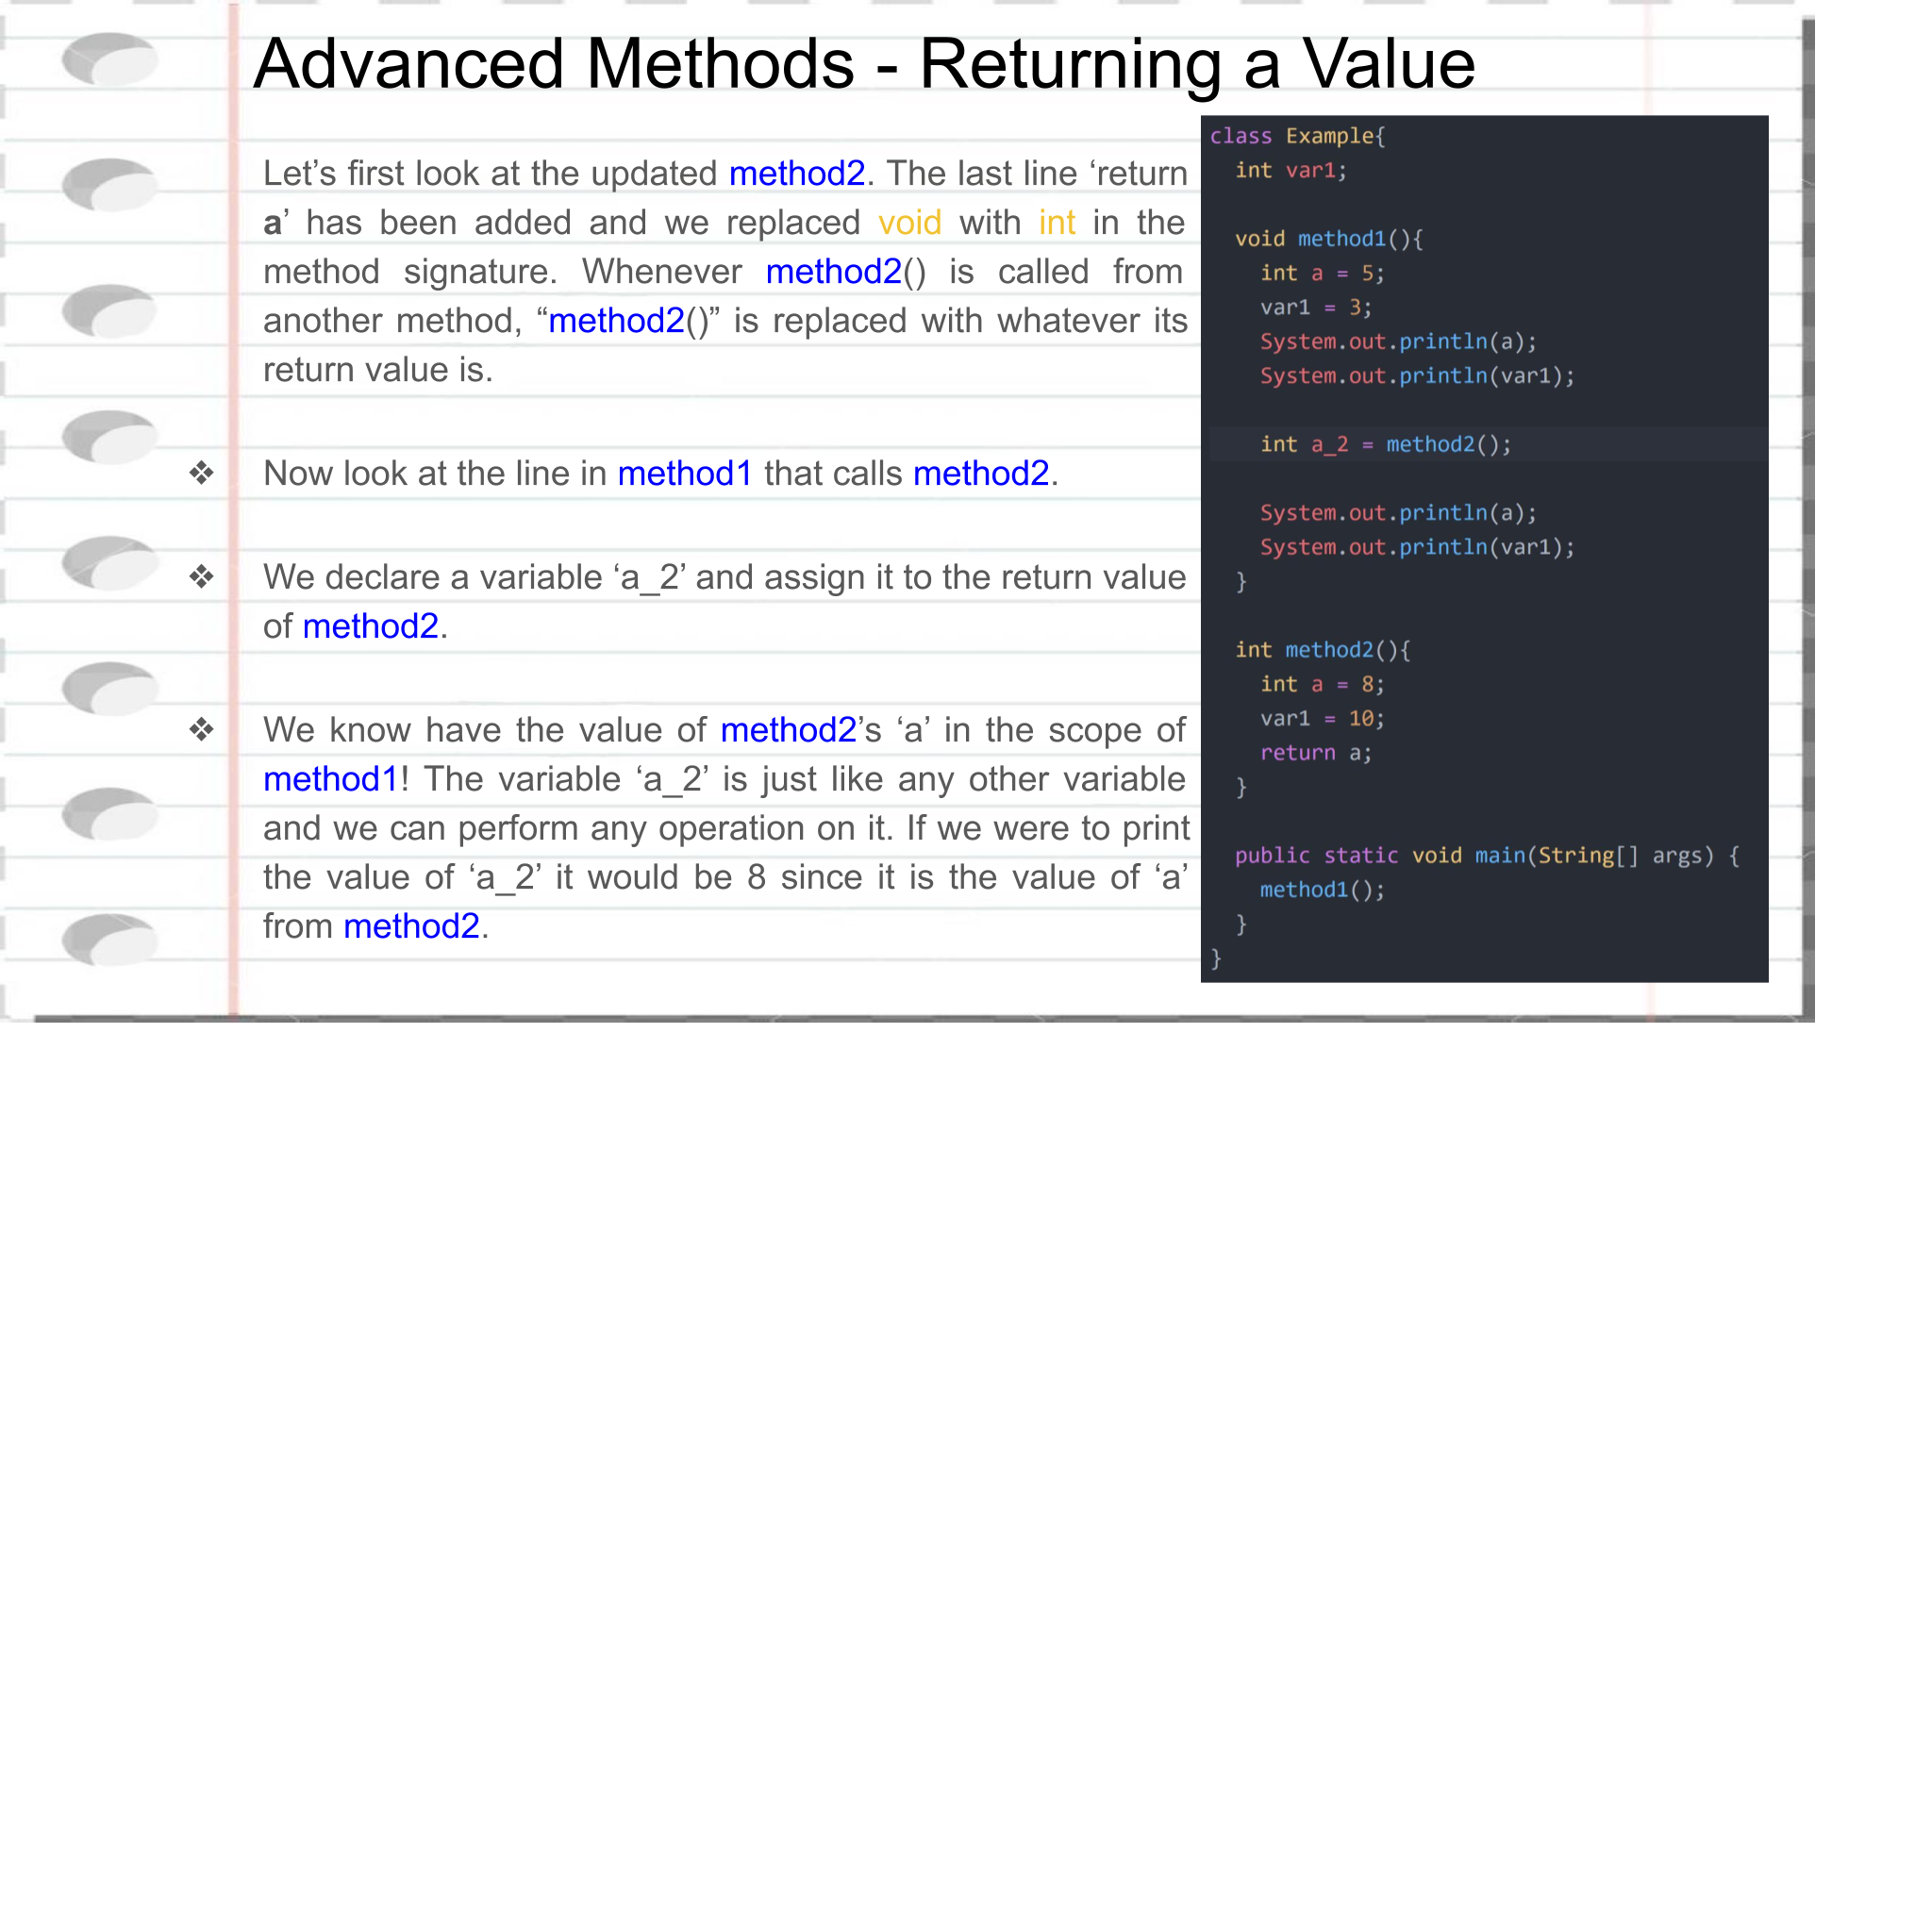 Advanced Methods - Returning a Value
Let’s first look at the updated method2. The last line ‘return
a’ has been added and we replaced void with int in the
method signature. Whenever method2() is called from
another method, “method2()” is replaced with whatever its
return value is.
❖ Now look at the line in method1 that calls method2.
❖ We declare a variable ‘a_2’ and assign it to the return value
of method2.
❖ We know have the value of method2’s ‘a’ in the scope of
method1! The variable ‘a_2’ is just like any other variable
and we can perform any operation on it. If we were to print
the value of ‘a_2’ it would be 8 since it is the value of ‘a’
from method2.
class Example{
int var1;
void method1(){
int a = 5;
var1 = 3;
System.out.println(a);
System.out.println(var1);
int a_2 = method2();
System.out.println(a);
System.out.println(var1);
}
int method2(){
int a = 8;
var1 = 10;
return a;
}
public static void main(String[] args) {
method1();
}
}